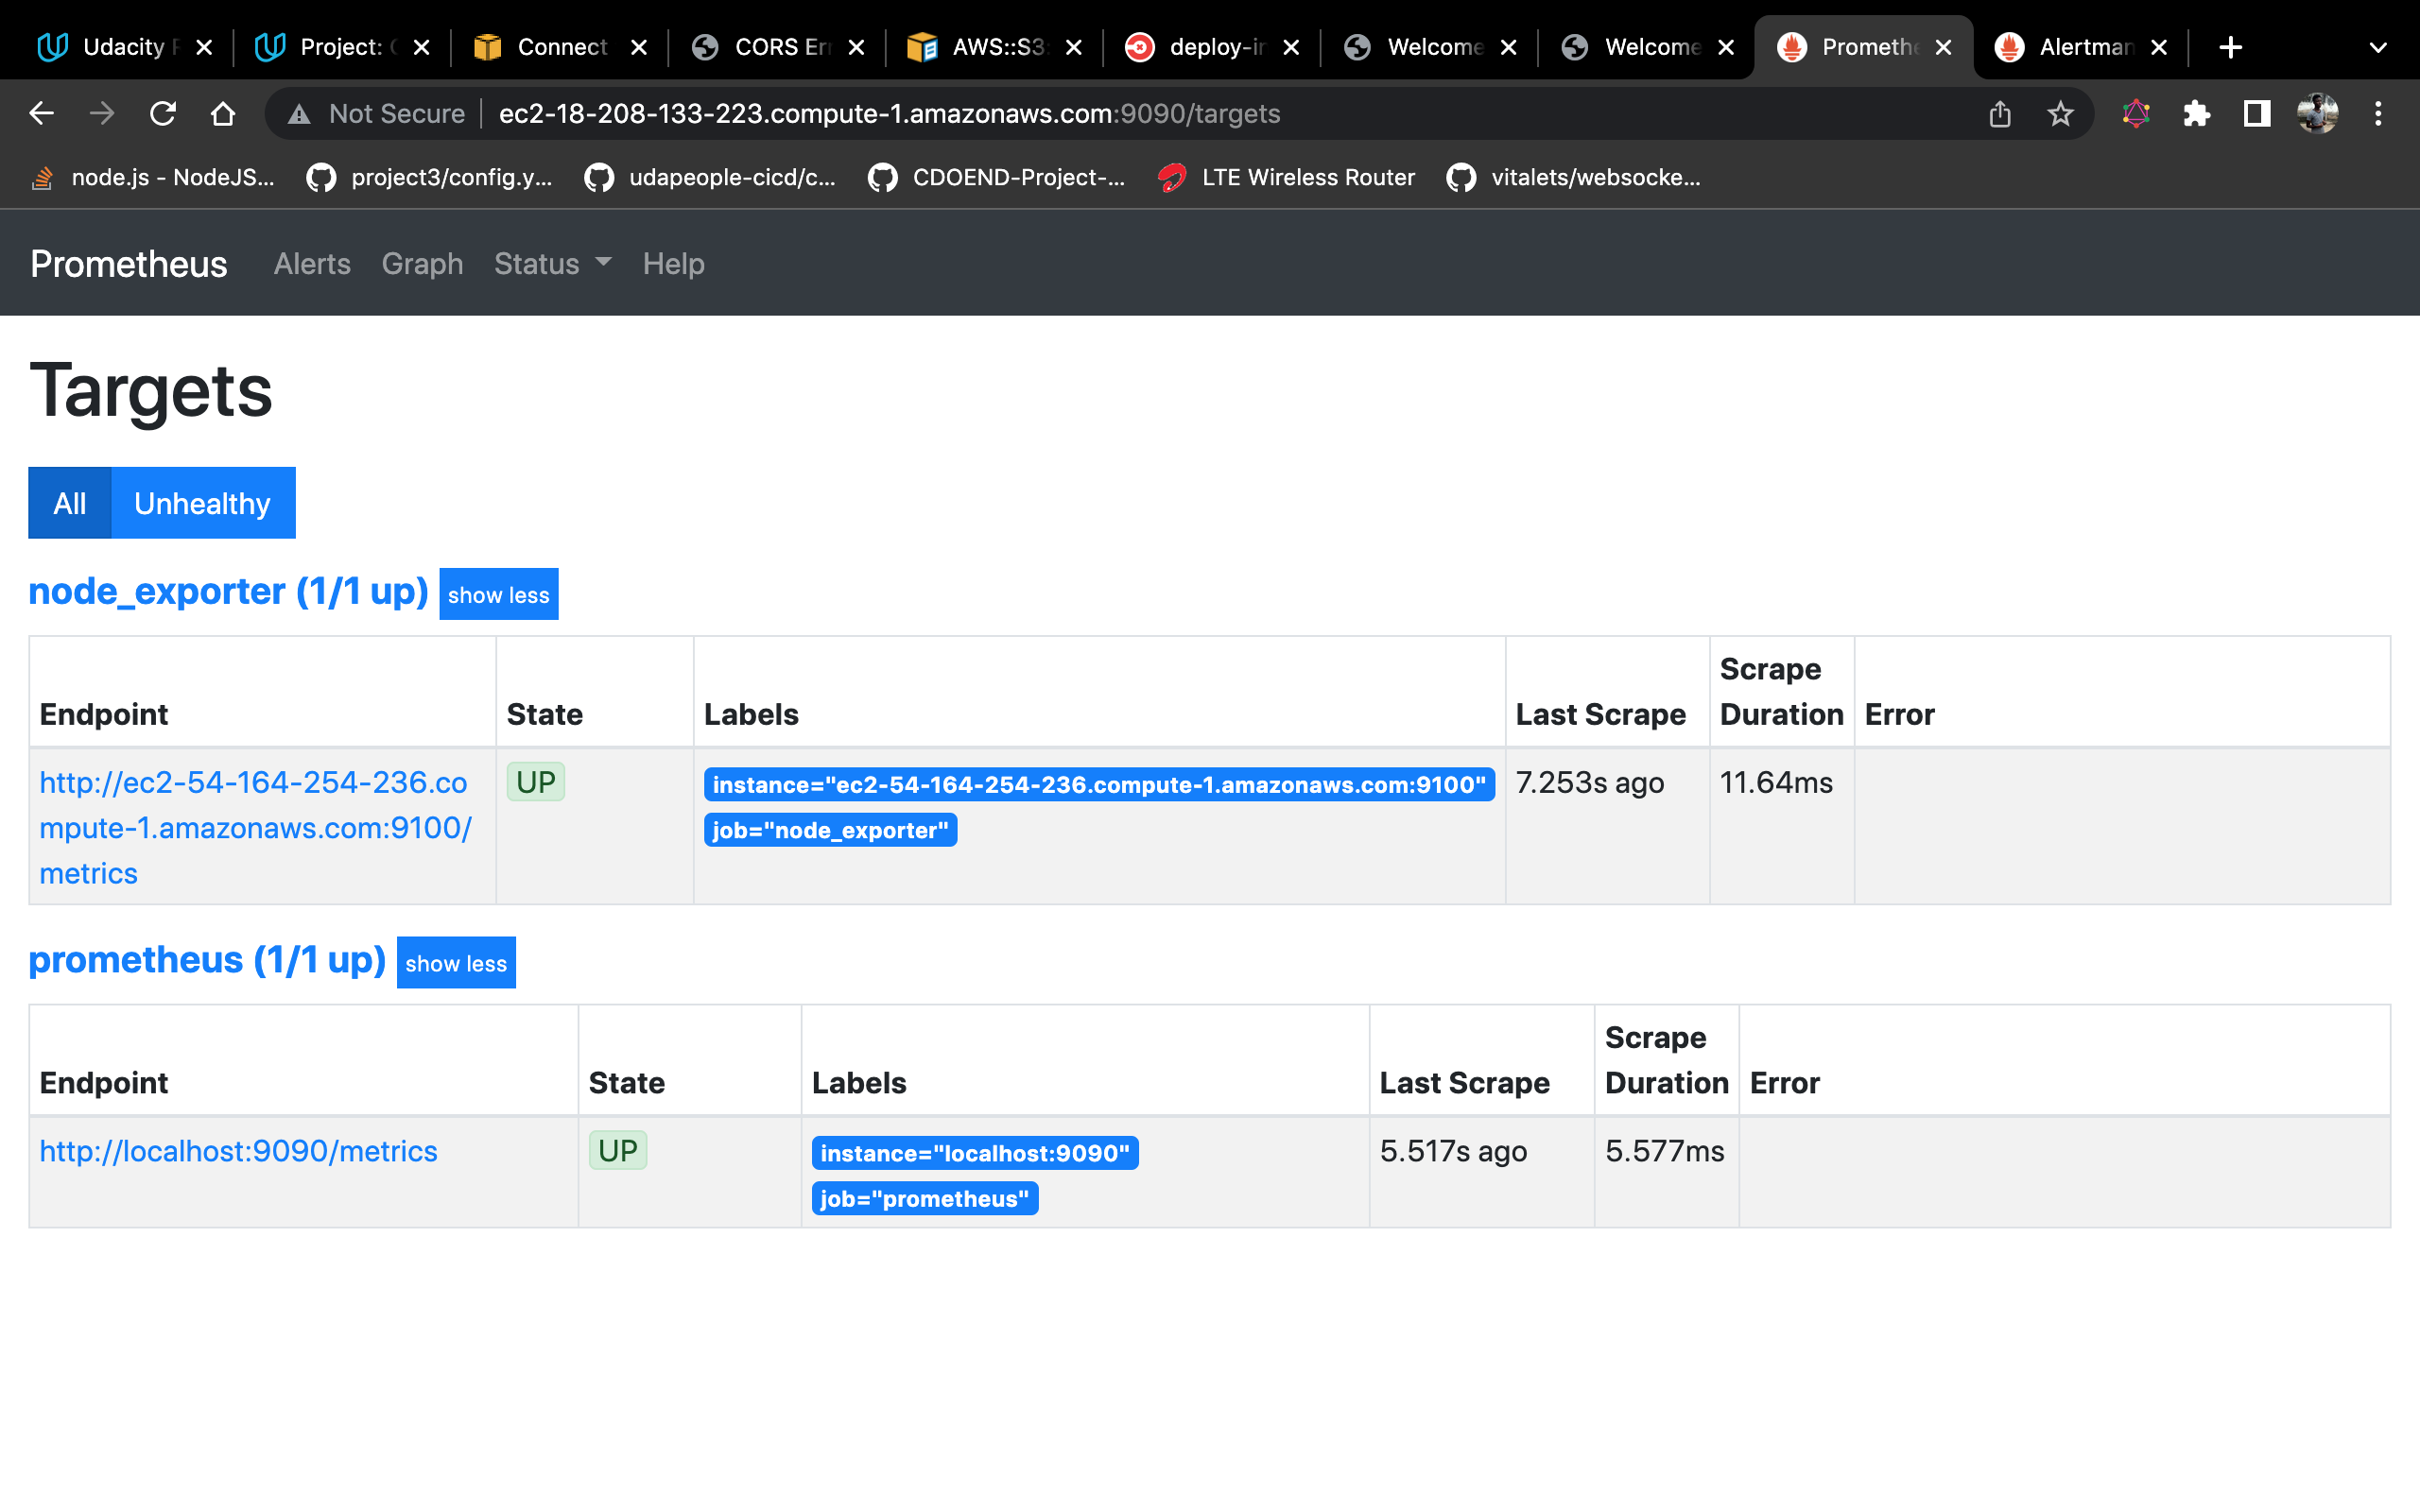 Udacity
Project:
Connect
CORS Err
AWS::S3:
deploy-in
Welcome
Welcome
Promethe
Alertman
Not Secure
ec2-18-208-133-223.compute-1.amazonaws.com:9090/targets
node.js - NodeJS...
project3/config.y...
udapeople-cicd/c...
CDOEND-Project-...
LTE Wireless Router
vitalets/websocke...
Prometheus Alerts Graph Status Help
Targets
All Unhealthy
node_exporter (1/1 up) show less
Endpoint State Labels Last Scrape Scrape Duration Error
http://ec2-54-164-254-236.co
mpute-1.amazonaws.com:9100/
metrics
UP
instance="ec2-54-164-254-236.compute-1.amazonaws.com:9100"
job="node_exporter"
7.253s ago
11.64ms
prometheus (1/1 up) show less
Endpoint State Labels Last Scrape Scrape Duration Error
http://localhost:9090/metrics
UP
instance="localhost:9090"
job="prometheus"
5.517s ago
5.577ms